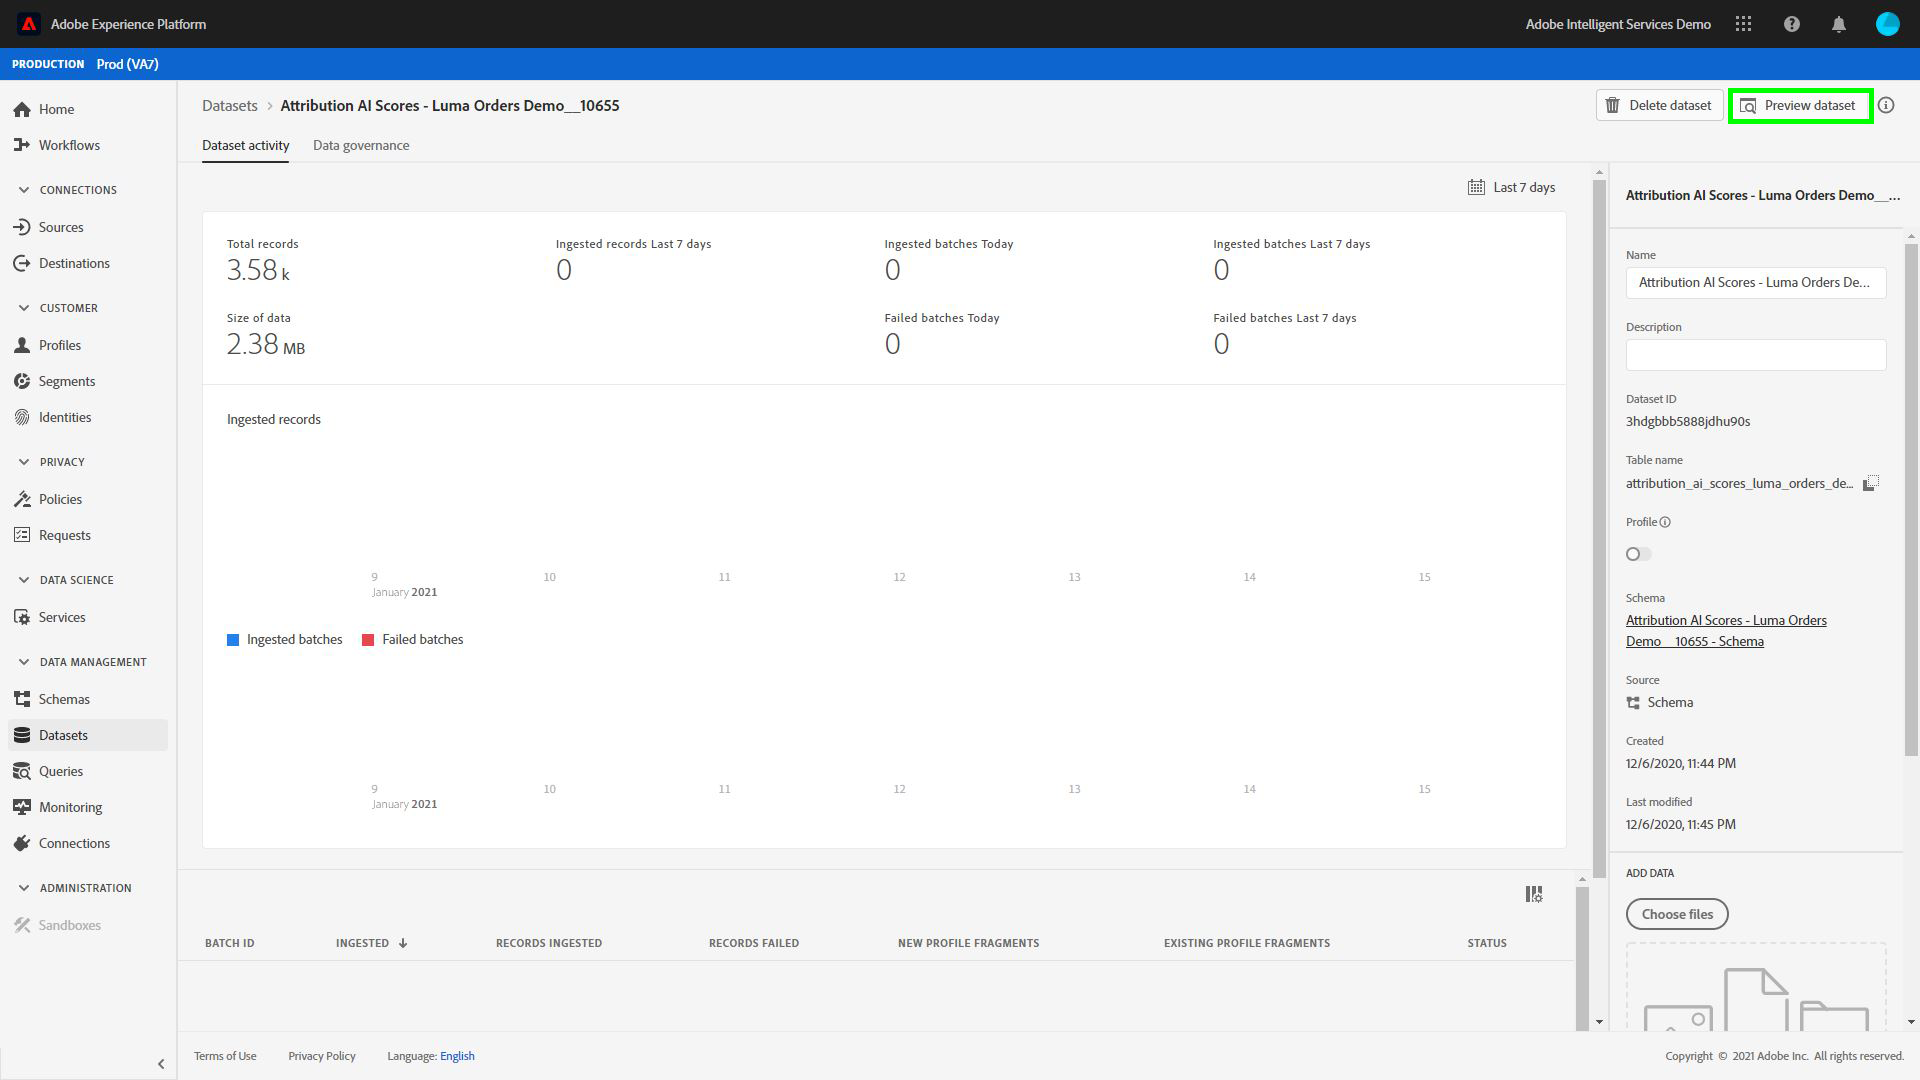 Adobe Experience Platform
Adobe Intelligent Services Demo
PRODUCTION Prod (VA7)
Home
Workflows
CONNECTIONS
Sources
Destinations
CUSTOMER
Profiles
Segments
Identities
PRIVACY
Policies
Requests
DATA SCIENCE
Services
DATA MANAGEMENT
Schemas
Datasets
Queries
Monitoring
Connections
ADMINISTRATION
Sandboxes
Datasets > Attribution AI Scores - Luma Orders Demo__10655
Delete dataset
Preview dataset
Dataset activity Data governance
Last 7 days
Total records Ingested records Last 7 days Ingested batches Today Ingested batches Last 7 days
3.58 k 0 0 0
Size of data Failed batches Today Failed batches Last 7 days
2.38 MB 0 0
Ingested records
9 10 11 12 13 14 15
January 2021
Ingested batches Failed batches
9 10 11 12 13 14 15
January 2021
BATCH ID INGESTED RECORDS INGESTED RECORDS FAILED NEW PROFILE FRAGMENTS EXISTING PROFILE FRAGMENTS STATUS
Attribution AI Scores - Luma Orders Demo__...
Name
Attribution AI Scores - Luma Orders De...
Description
Dataset ID
3hdgbbb5888jdhu90s
Table name
attribution_ai_scores_luma_orders_de...
Profile
Schema
Attribution AI Scores - Luma Orders
Demo__10655 - Schema
Source
Schema
Created
12/6/2020, 11:44 PM
Last modified
12/6/2020, 11:45 PM
ADD DATA
Choose files
Terms of Use Privacy Policy Language: English
Copyright © 2021 Adobe Inc. All rights reserved.